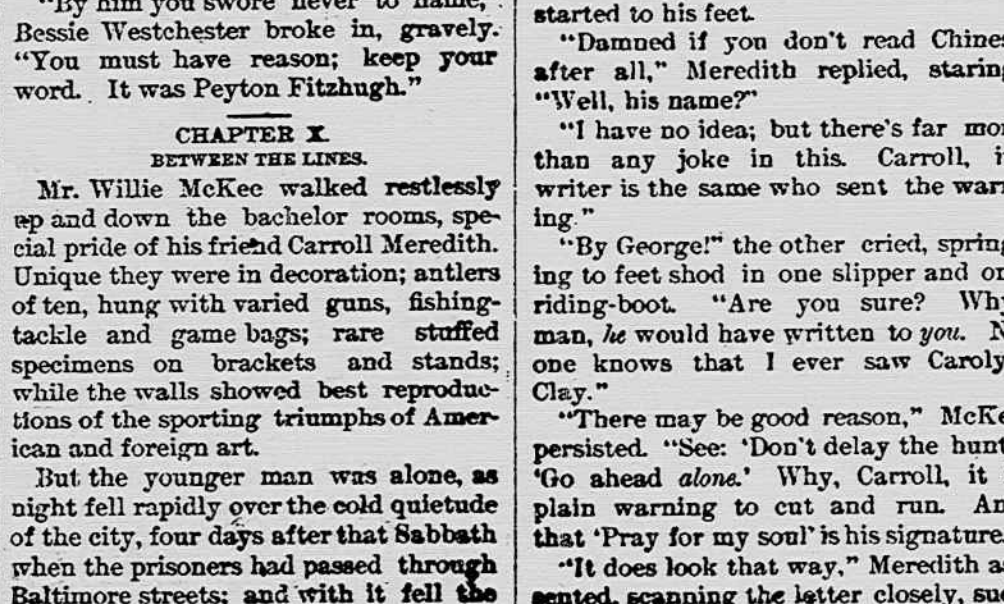 "By him you swore never to name,"
Bessie Westchester broke in, gravely.
"You must have reason; keep your
word. It was Peyton Fitzhugh."
CHAPTER X.
BETWEEN THE LINES.
Mr. Willie McKee walked restlessly
up and down the bachelor rooms, spe-
cial pride of his friend Carroll Meredith.
Unique they were in decoration; antlers
of ten, hung with varied guns, fishing-
tackle and game bags; rare stuffed
specimens on brackets and stands;
while the walls showed best reproduc-
tions of the sporting triumphs of Amer-
ican and foreign art.
But the younger man was alone, as
night fell rapidly over the cold quietude
of the city, four days after that Sabbath
when the prisoners had passed through
Baltimore streets; and with it fell the
started to his feet.
"Damned if you don't read Chines
after all," Meredith replied, staring
"Well, his name?"
"I have no idea; but there's far mo
than any joke in this. Carroll, i
writer is the same who sent the war
ing."
"By George!" the other cried, spring
ing to feet shod in one slipper and on
riding-boot. "Are you sure? Wh
man, he would have written to you. N
one knows that I ever saw Caroly
Clay."
"There may be good reason," McKe
persisted. "See: 'Don't delay the hunt
'Go ahead alone.' Why, Carroll, it
plain warning to cut and run. An
that 'Pray for my soul' is his signature.
"It does look that way," Meredith as
sented, scanning the letter closely, su